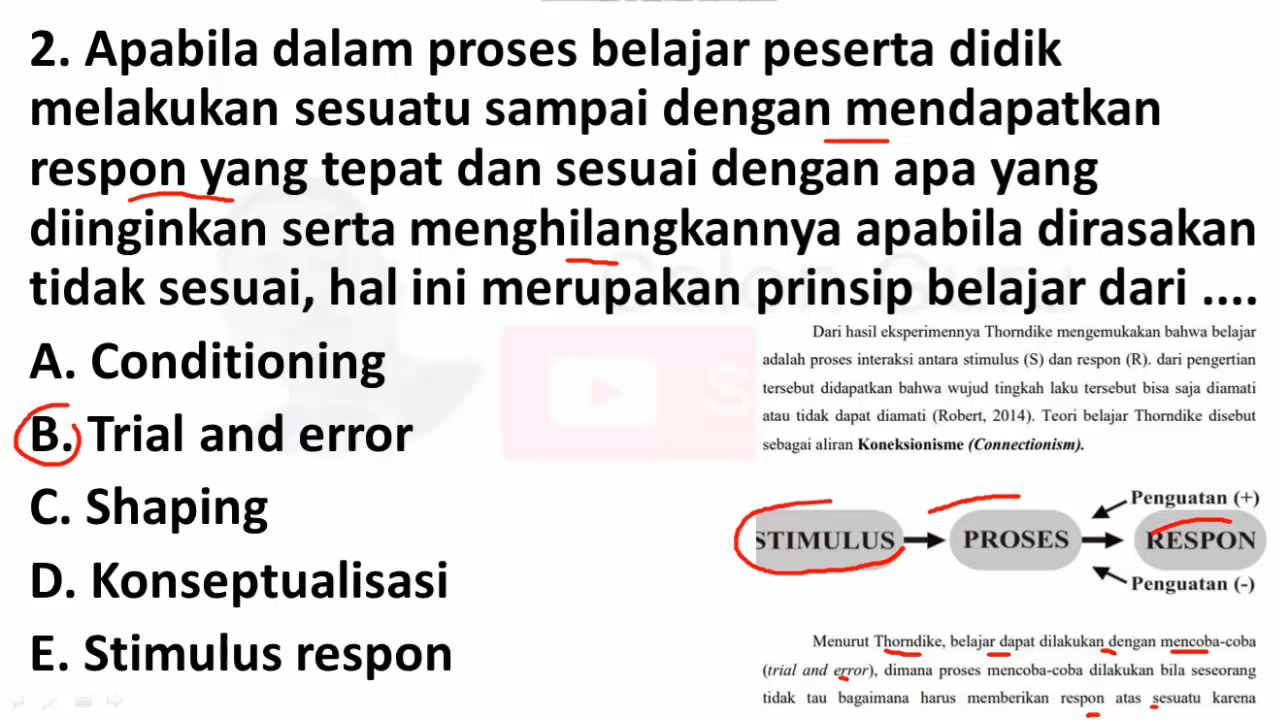 2. Apabila dalam proses belajar peserta didik
melakukan sesuatu sampai dengan mendapatkan
respon yang tepat dan sesuai dengan apa yang
diinginkan serta menghilangkannya apabila dirasakan
tidak sesuai, hal ini merupakan prinsip belajar dari ....
A. Conditioning
B. Trial and error
C. Shaping
D. Konseptualisasi
E. Stimulus respon
Dari hasil eksperimennya Thorndike mengemukakan bahwa belajar
adalah proses interaksi antara stimulus (S) dan respon (R). dari pengertian
tersebut didapatkan bahwa wujud tingkah laku tersebut bisa saja diamati
atau tidak dapat diamati (Robert, 2014). Teori belajar Thorndike disebut
sebagai aliran Koneksionisme (Connectionism).
Penguatan (+)
STIMULUS PROSES RESPON
Penguatan (-)
Menurut Thorndike, belajar dapat dilakukan dengan mencoba-coba
(trial and error), dimana proses mencoba-coba dilakukan bila seseorang
tidak tau bagaimana harus memberikan respon atas sesuatu karena